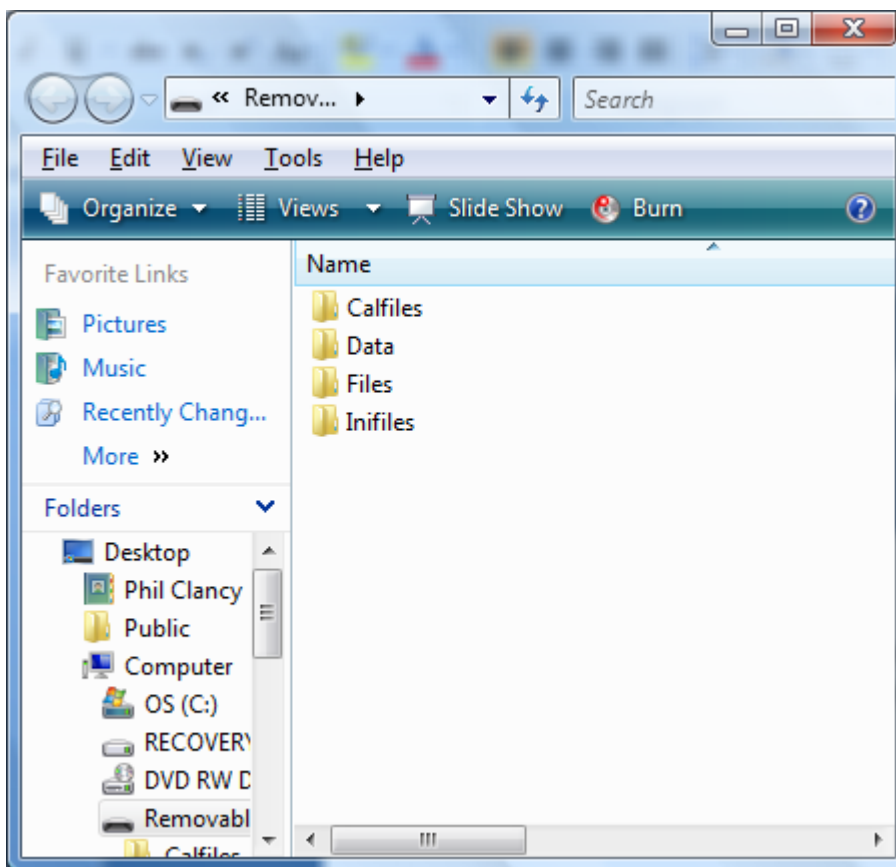 « Remov...
Search
File Edit View Tools Help
Organize Views Slide Show Burn
Favorite Links
Pictures
Music
Recently Chang...
More »
Folders
Desktop
Phil Clancy
Public
Computer
OS (C:)
RECOVERY
DVD RW D
Removabl
Calfiles
Name
Calfiles
Data
Files
Inifiles